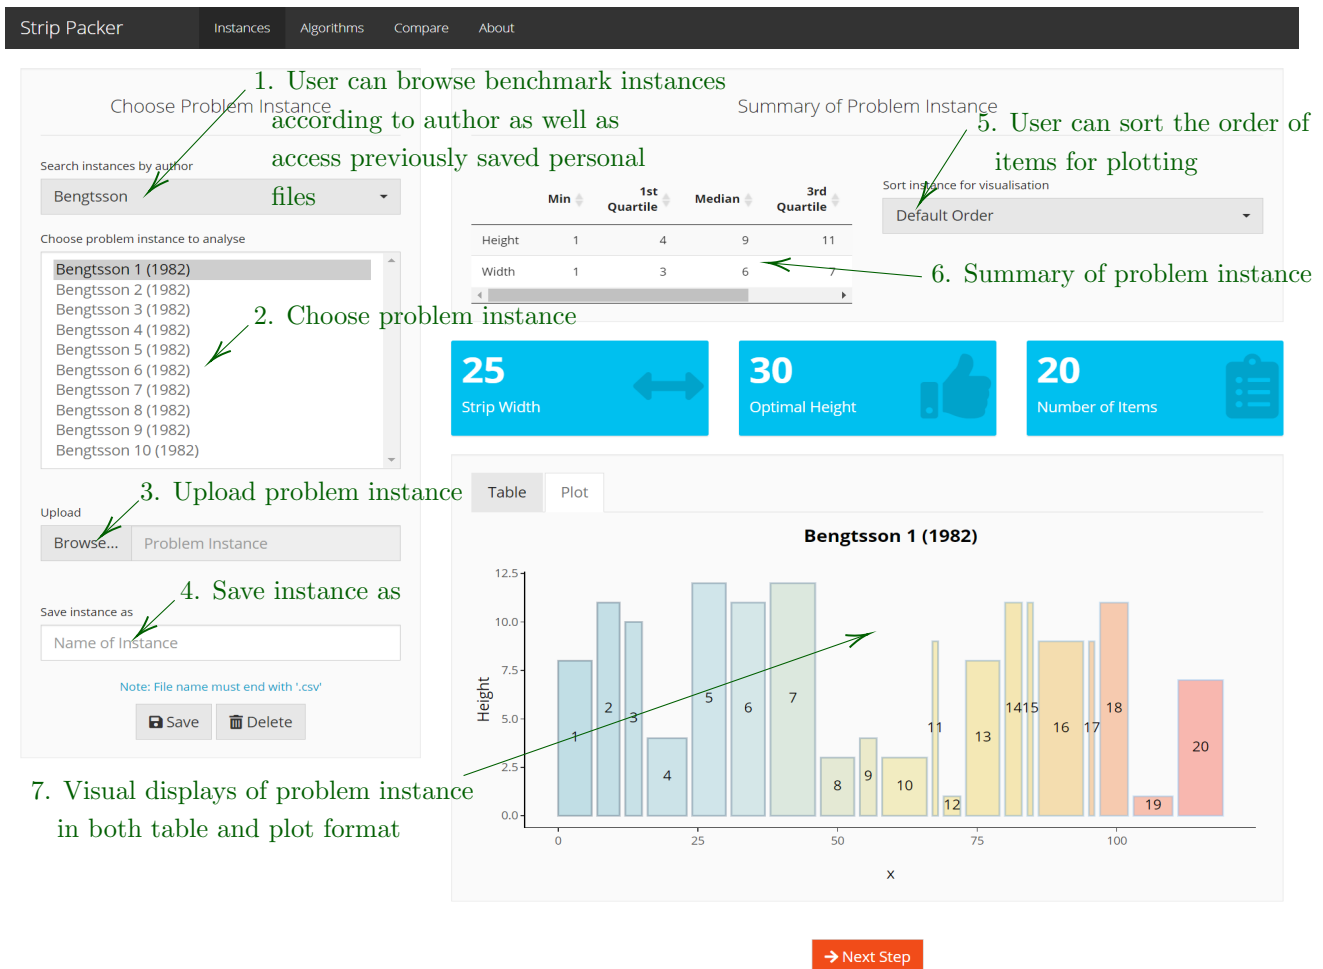 Strip Packer Instances Algorithms Compare About
Choose Problem Instance
1. User can browse benchmark instances
according to author as well as
access previously saved personal
files
Search instances by author
Bengtsson
Choose problem instance to analyse
Bengtsson 1 (1982)
Bengtsson 2 (1982)
Bengtsson 3 (1982)
Bengtsson 4 (1982)
Bengtsson 5 (1982)
Bengtsson 6 (1982)
Bengtsson 7 (1982)
Bengtsson 8 (1982)
Bengtsson 9 (1982)
Bengtsson 10 (1982)
2. Choose problem instance
3. Upload problem instance
Upload
Browse... Problem Instance
4. Save instance as
Save instance as
Name of Instance
Note: File name must end with '.csv'
Save Delete
7. Visual displays of problem instance
in both table and plot format
Summary of Problem Instance
5. User can sort the order of
items for plotting
Sort instance for visualisation
Default Order
Min 1st Quartile Median 3rd Quartile
Height 1 4 9 11
Width 1 3 6 7
6. Summary of problem instance
25
Strip Width
30
Optimal Height
20
Number of Items
Table Plot
Bengtsson 1 (1982)
Height
12.5
10.0
7.5
5.0
2.5
0.0
1 2 3 4 5 6 7 8 9 10 11 12 13 14 15 16 17 18 19 20
0 25 50 75 100
x
Next Step